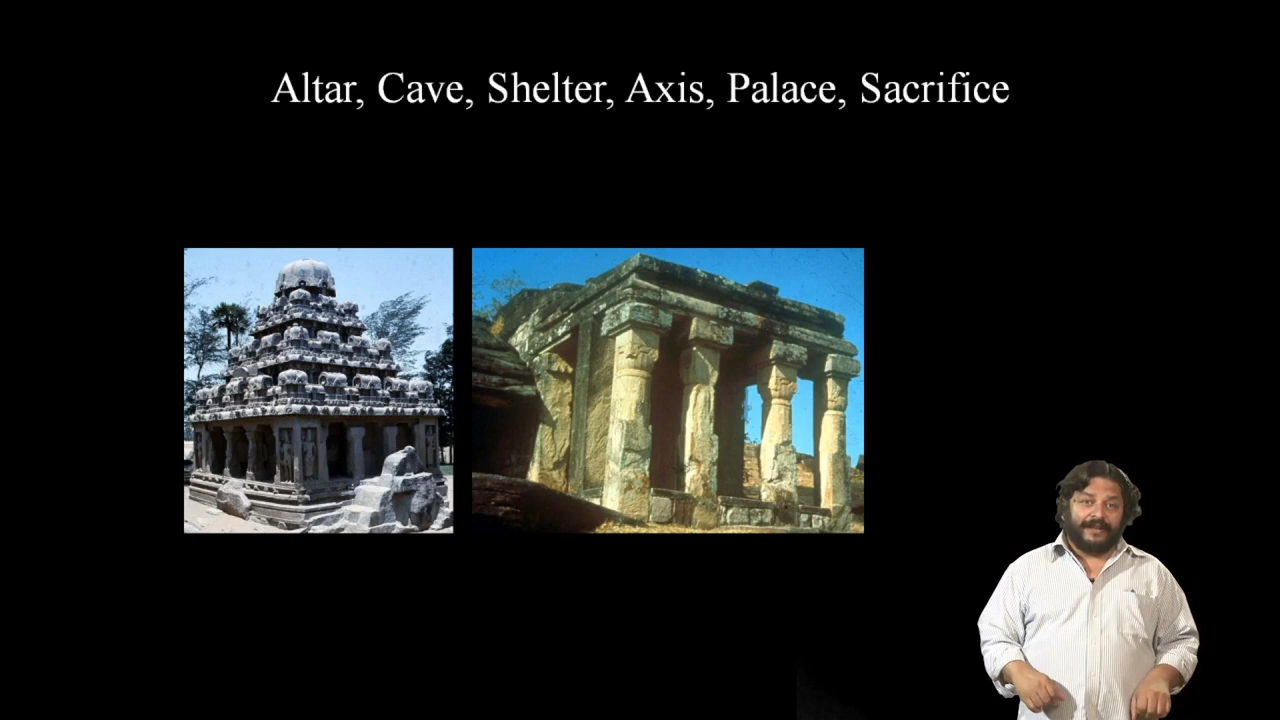 Altar, Cave, Shelter, Axis, Palace, Sacrifice